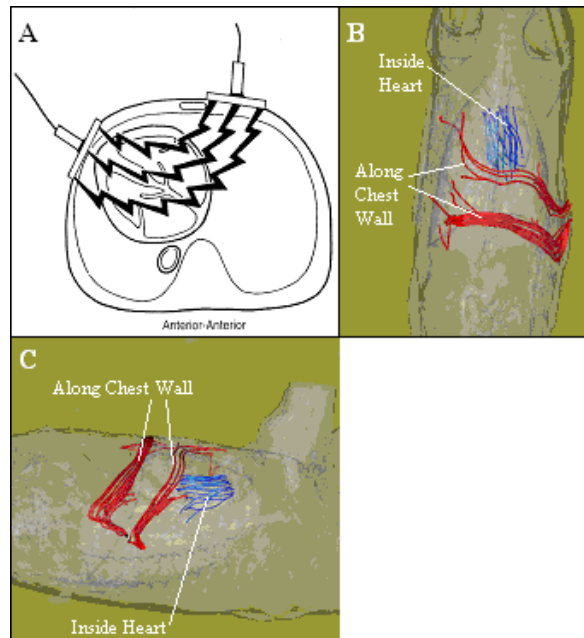 A
Anterior-Anterior
B
Inside
Heart
Along
Chest
Wall
C
Along Chest Wall
Inside Heart